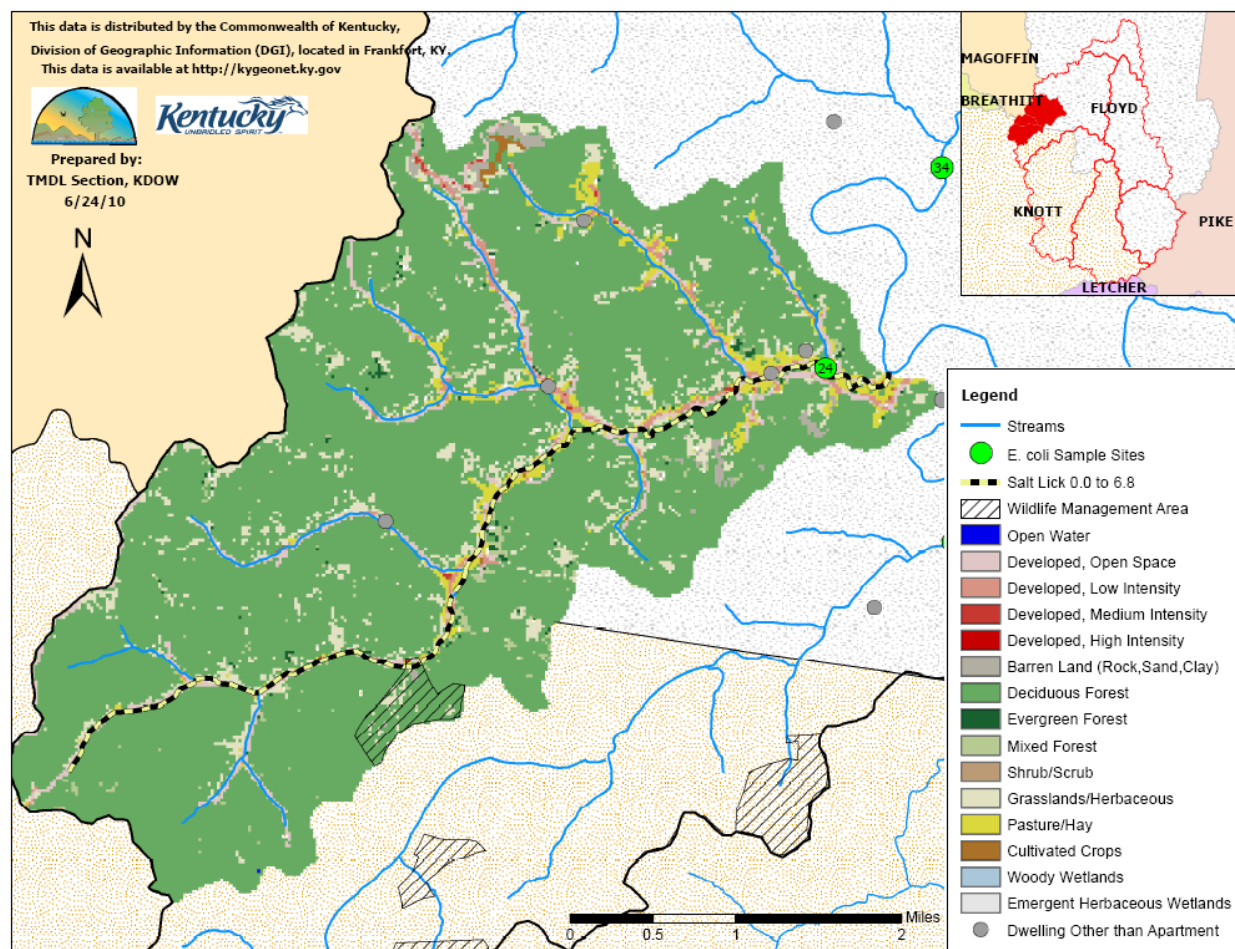 This data is distributed by the Commonwealth of Kentucky,
Division of Geographic Information (DGI), located in Frankfort, KY.
This data is available at http://kygeonet.ky.gov
Kentucky
UNBRIDLED SPIRIT
Prepared by:
TMDL Section, KDOW
6/24/10
N
MAGOFFIN
BREATHITT
FLOYD
KNOTT
PIKE
LETCHER
34
24
Legend
Streams
E. coli Sample Sites
Salt Lick 0.0 to 6.8
Wildlife Management Area
Open Water
Developed, Open Space
Developed, Low Intensity
Developed, Medium Intensity
Developed, High Intensity
Barren Land (Rock,Sand,Clay)
Deciduous Forest
Evergreen Forest
Mixed Forest
Shrub/Scrub
Grasslands/Herbaceous
Pasture/Hay
Cultivated Crops
Woody Wetlands
Emergent Herbaceous Wetlands
Dwelling Other than Apartment
Miles
0 0.5 1 2